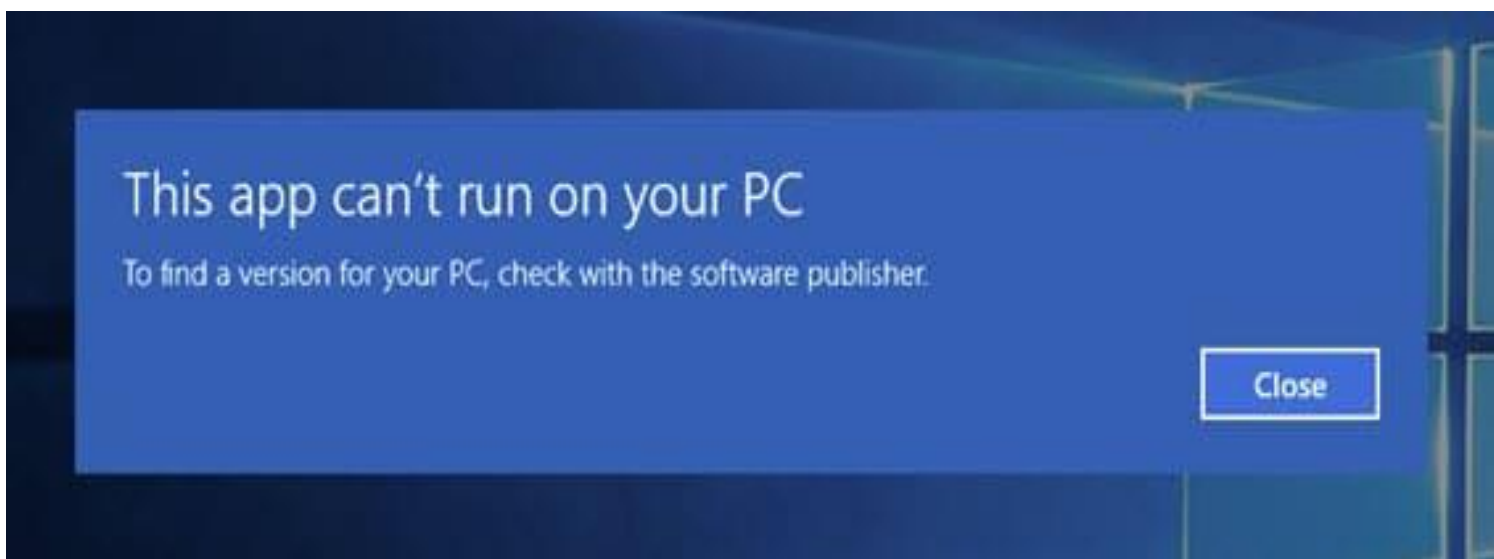 This app can't run on your PC
To find a version for your PC, check with the software publisher.
Close